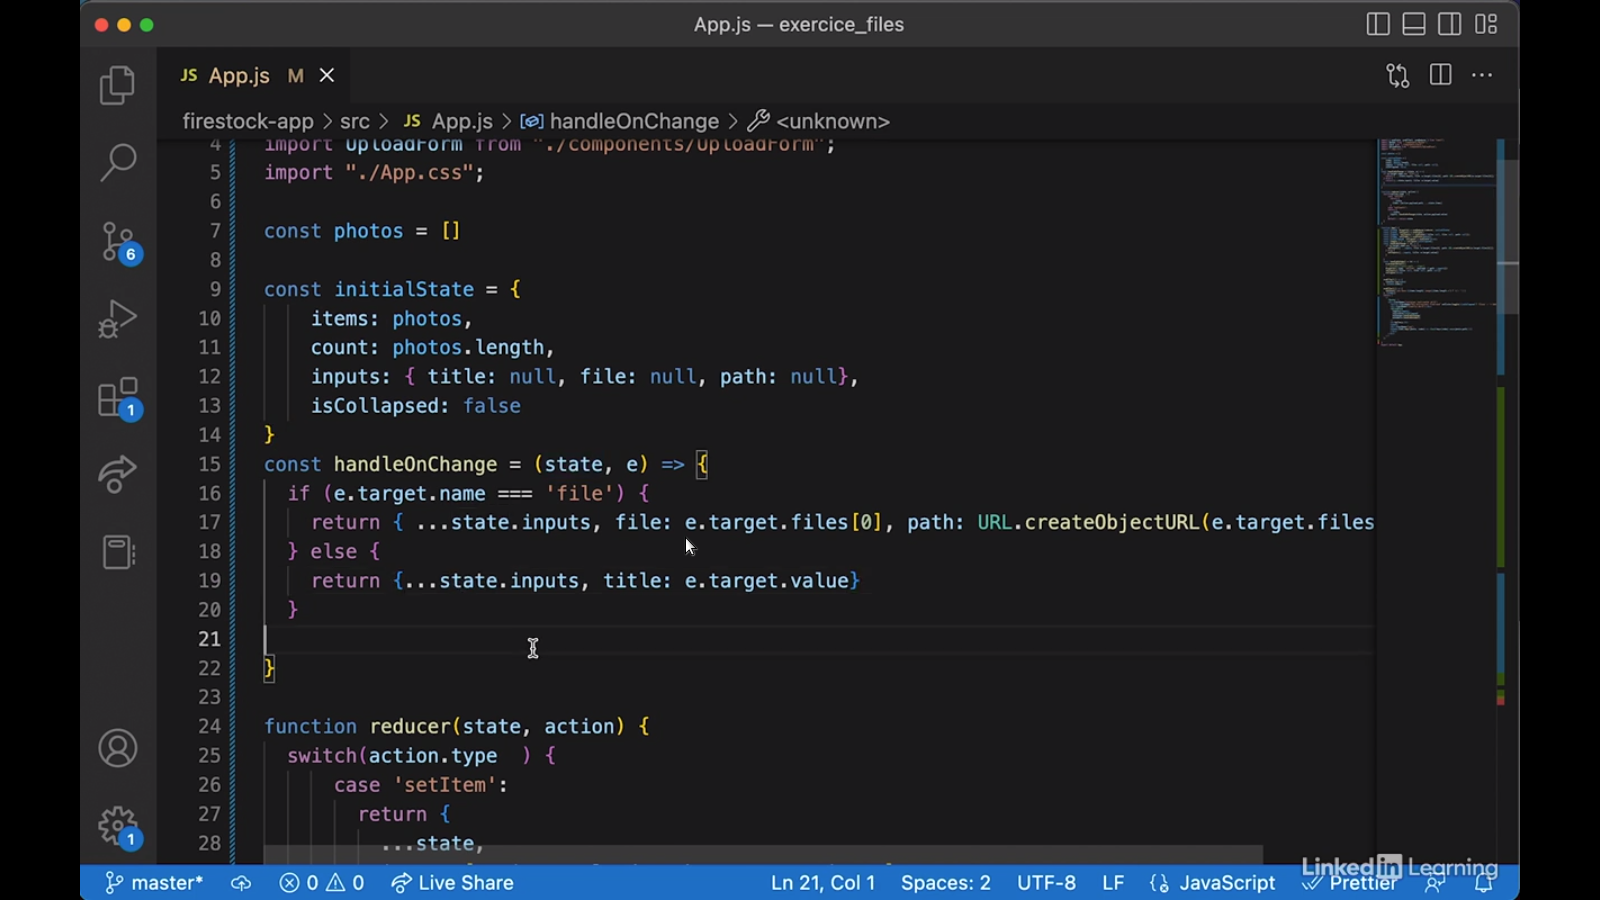 App.js — exercice_files
JS App.js M
firestock-app > src > JS App.js > handleOnChange > <unknown>
4 import UploadForm from "./components/UploadForm";
5 import "./App.css";
6
7 const photos = []
8
9 const initialState = {
10 items: photos,
11 count: photos.length,
12 inputs: { title: null, file: null, path: null},
13 isCollapsed: false
14 }
15 const handleOnChange = (state, e) => {
16 if (e.target.name === 'file') {
17 return { ...state.inputs, file: e.target.files[0], path: URL.createObjectURL(e.target.files
18 } else {
19 return {...state.inputs, title: e.target.value}
20 }
21
22 }
23
24 function reducer(state, action) {
25 switch(action.type ) {
26 case 'setItem':
27 return {
28 ...state,
6
1
1
LinkedIn Learning
master* 0 0 Live Share Ln 21, Col 1 Spaces: 2 UTF-8 LF {} JavaScript Prettier